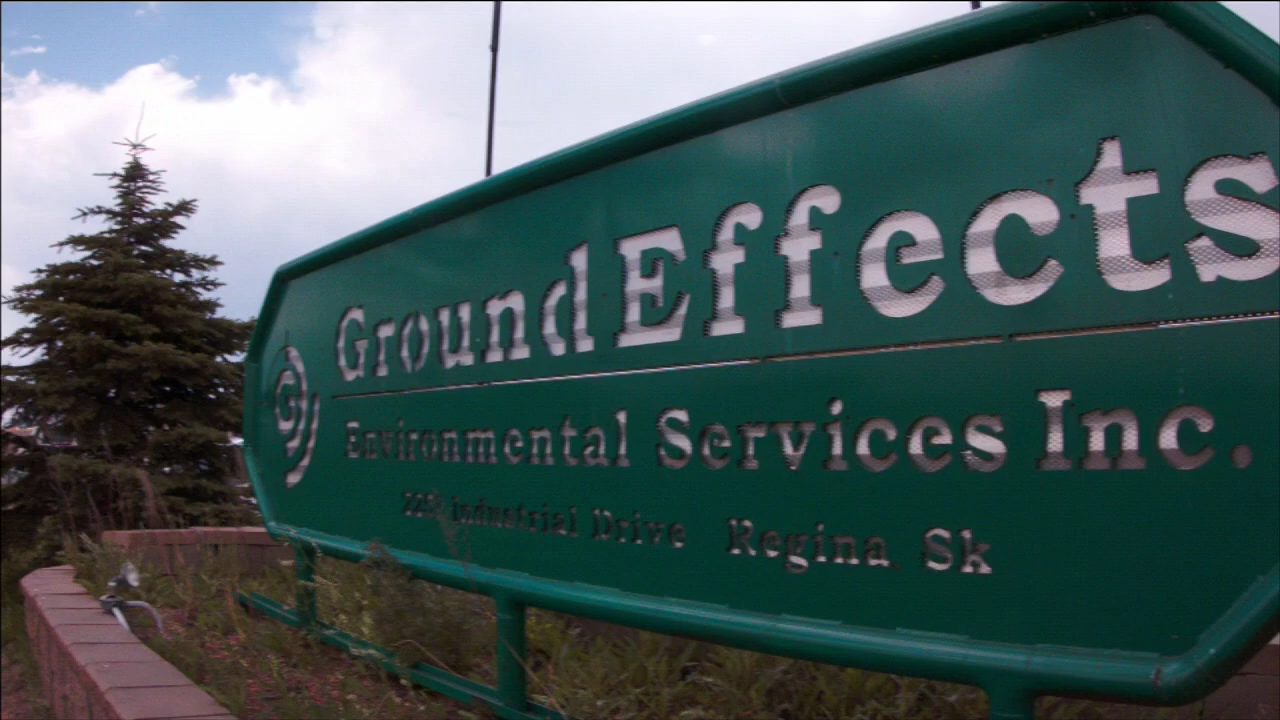 GroundEffects
Environmental Services Inc.
Industrial Drive Regina Sk